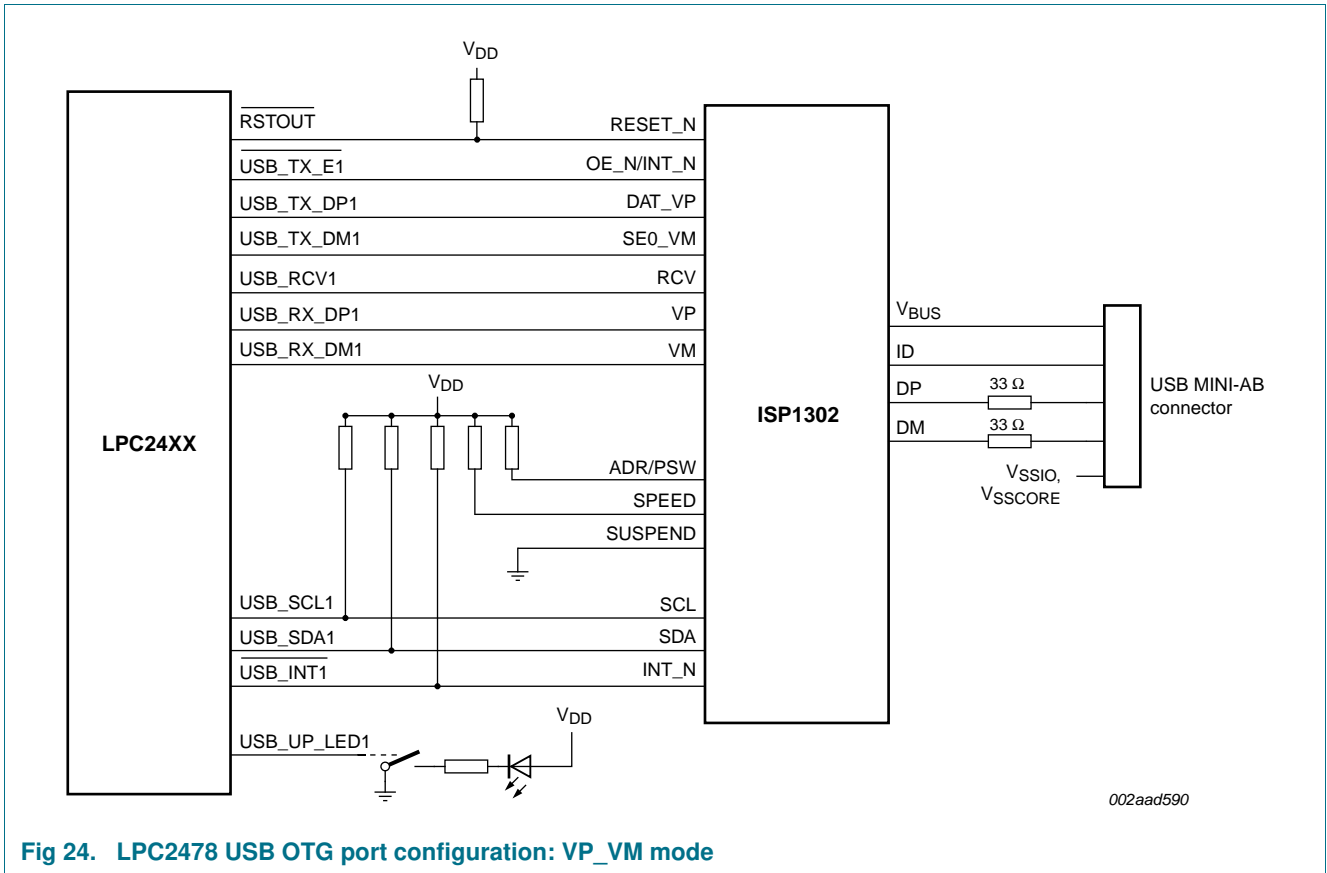 VDD
RSTOUT
RESET_N
USB_TX_E1
OE_N/INT_N
USB_TX_DP1
DAT_VP
USB_TX_DM1
SE0_VM
USB_RCV1
RCV
USB_RX_DP1
VP
USB_RX_DM1
VM
VBUS
ID
DP
33 Ω
DM
33 Ω
USB MINI-AB
connector
VSSIO,
VSSCORE
LPC24XX
ISP1302
VDD
ADR/PSW
SPEED
SUSPEND
USB_SCL1
SCL
USB_SDA1
SDA
USB_INT1
INT_N
VDD
USB_UP_LED1
002aad590
Fig 24. LPC2478 USB OTG port configuration: VP_VM mode